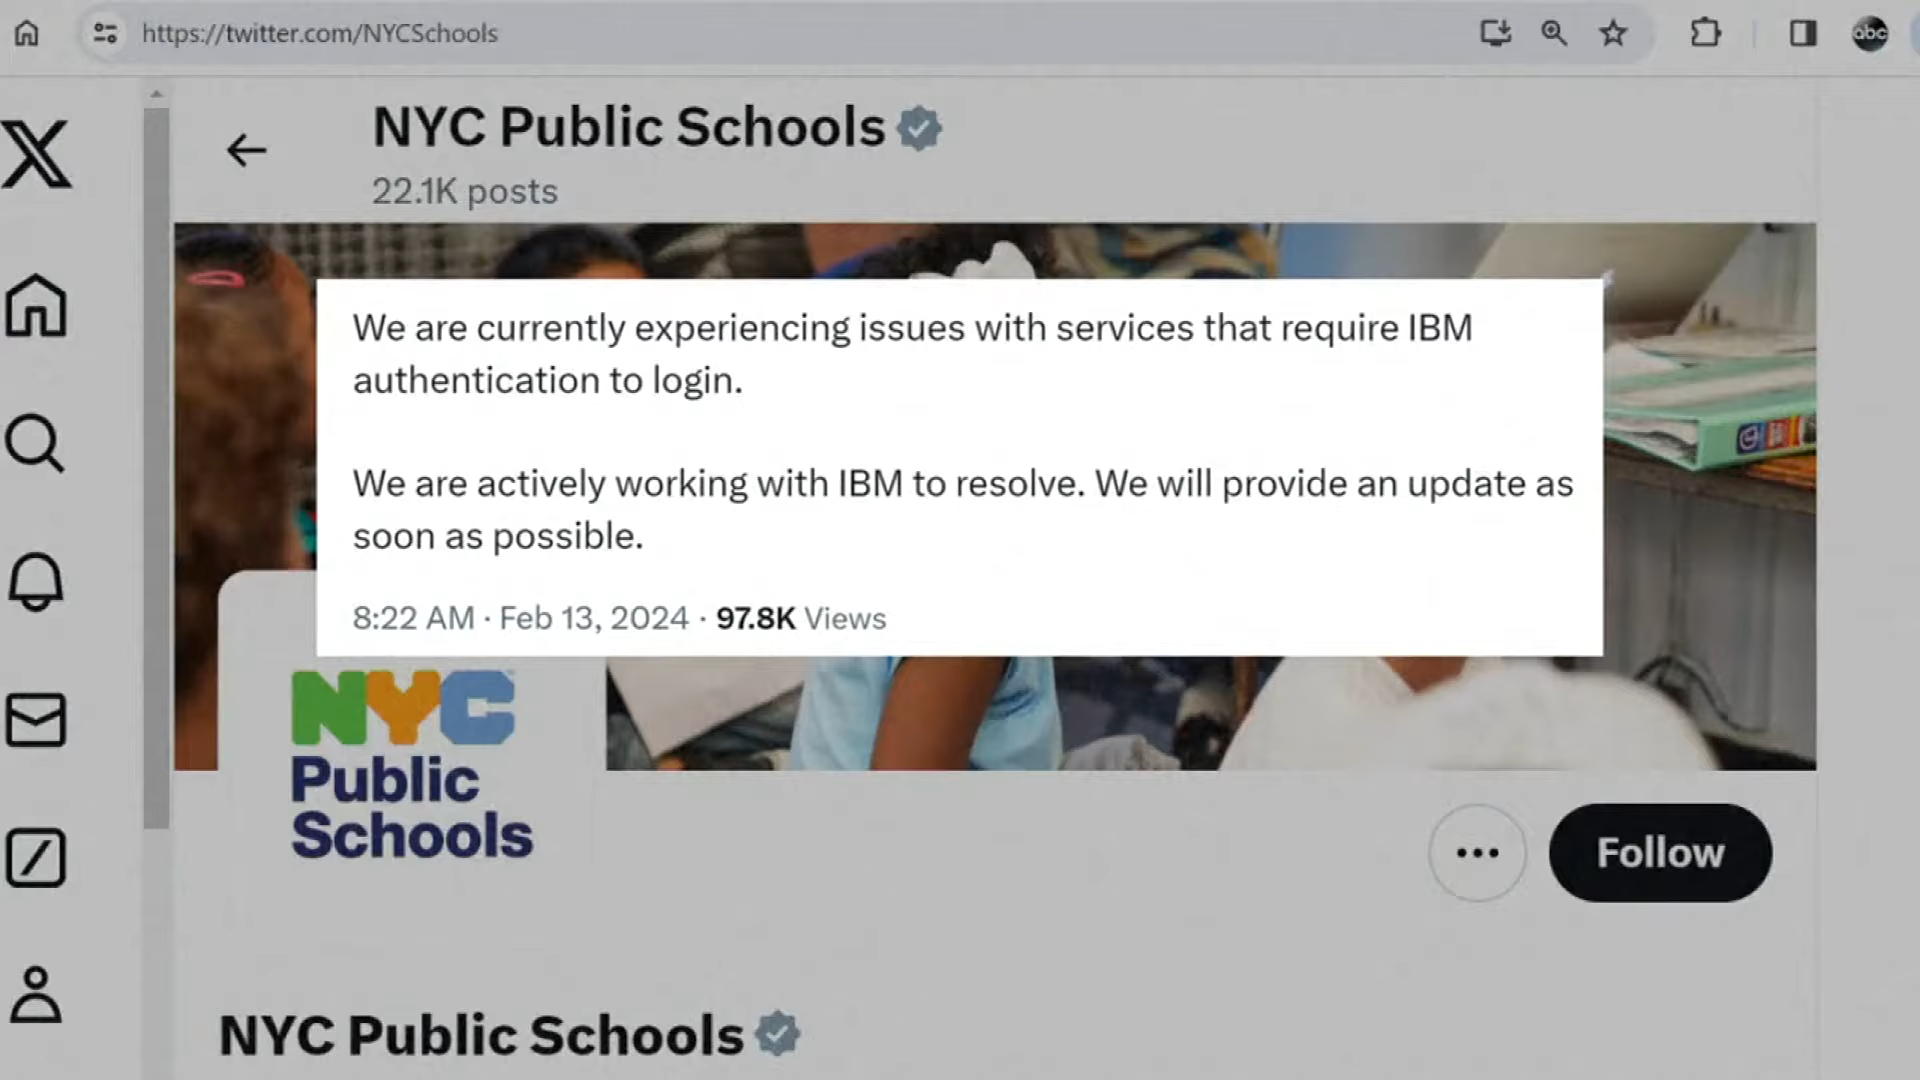 https://twitter.com/NYCSchools
abc
NYC Public Schools
22.1K posts
We are currently experiencing issues with services that require IBM
authentication to login.
We are actively working with IBM to resolve. We will provide an update as
soon as possible.
8:22 AM · Feb 13, 2024 · 97.8K Views
NYC
Public
Schools
Follow
NYC Public Schools